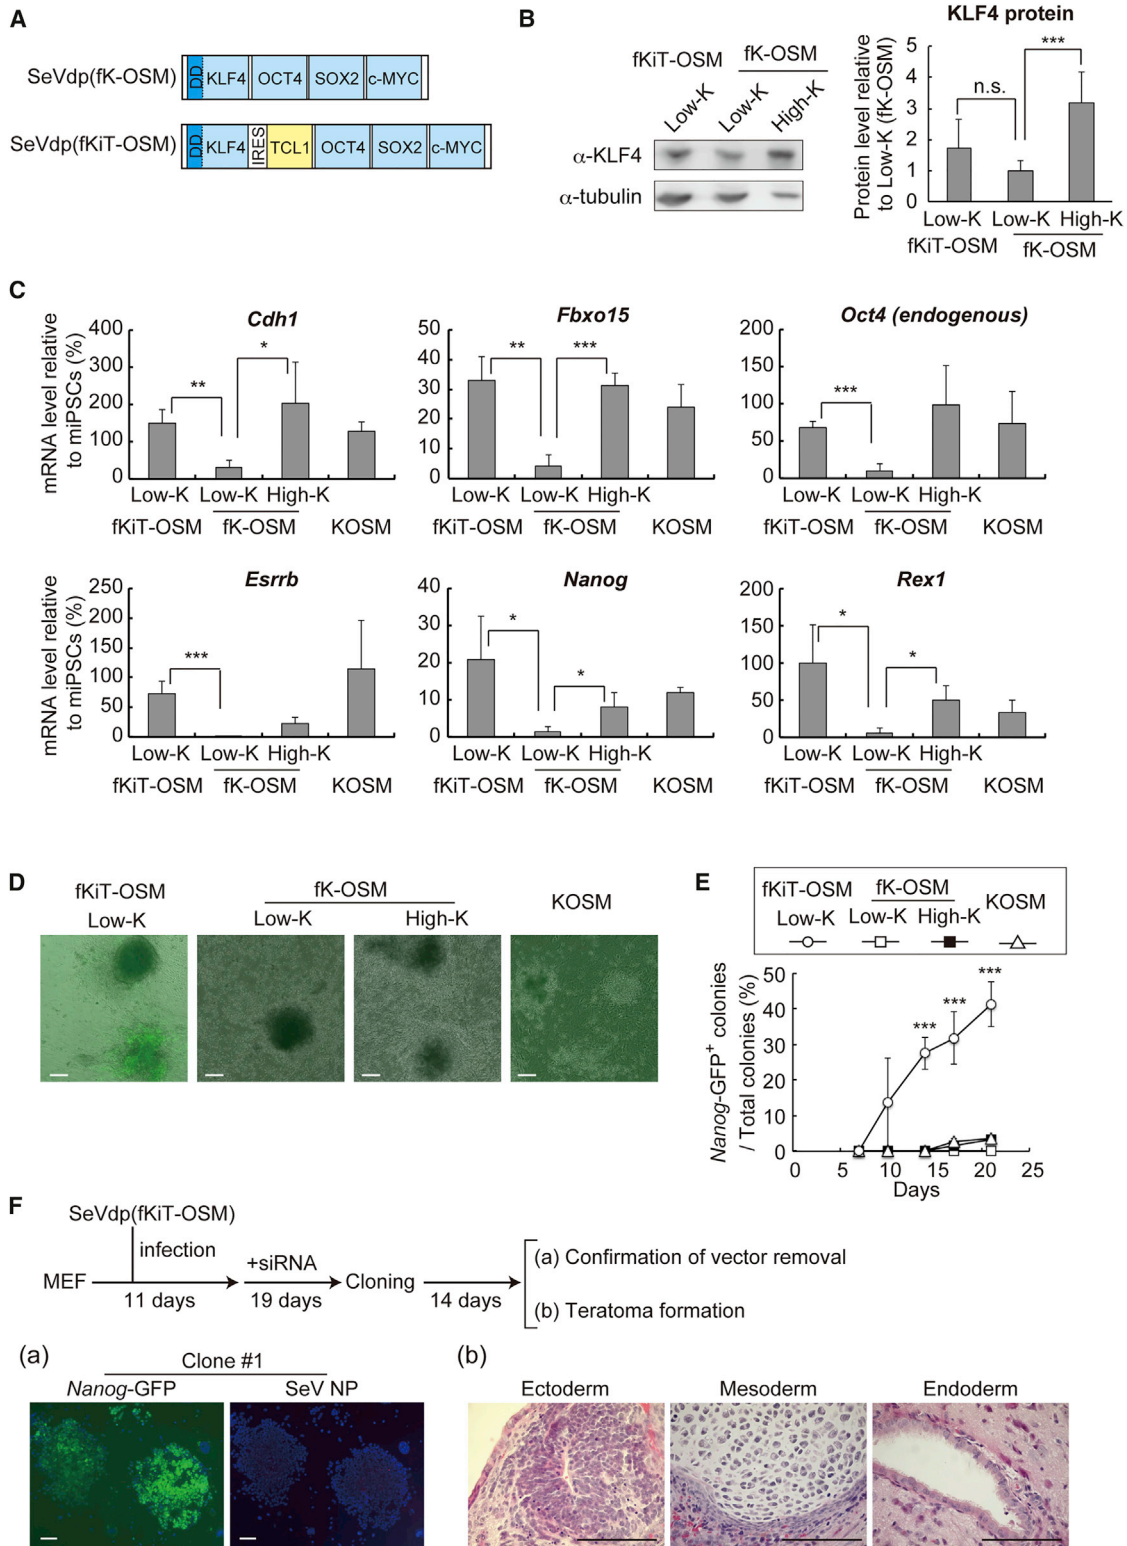 A
SeVdp(fK-OSM)
DD KLF4 OCT4 SOX2 c-MYC
SeVdp(fKiT-OSM)
DD KLF4 IRES TCL1 OCT4 SOX2 c-MYC
B
fKiT-OSM fK-OSM
Low-K Low-K High-K
α-KLF4
α-tubulin
KLF4 protein
Protein level relative
to Low-K (fK-OSM)
5
4
3
2
1
0
n.s.
***
Low-K Low-K High-K
fKiT-OSM fK-OSM
C
mRNA level relative
to miPSCs (%)
Cdh1
400
300
200
100
0
**
*
Low-K Low-K High-K
fKiT-OSM fK-OSM KOSM
Fbxo15
50
40
30
20
10
0
**
***
Low-K Low-K High-K
fKiT-OSM fK-OSM KOSM
Oct4 (endogenous)
200
150
100
50
0
***
Low-K Low-K High-K
fKiT-OSM fK-OSM KOSM
mRNA level relative
to miPSCs (%)
Esrrb
250
200
150
100
50
0
***
Low-K Low-K High-K
fKiT-OSM fK-OSM KOSM
Nanog
40
30
20
10
0
*
*
Low-K Low-K High-K
fKiT-OSM fK-OSM KOSM
Rex1
200
150
100
50
0
*
*
Low-K Low-K High-K
fKiT-OSM fK-OSM KOSM
D
fKiT-OSM fK-OSM KOSM
Low-K Low-K High-K
E
fKiT-OSM fK-OSM KOSM
Low-K Low-K High-K
Nanog-GFP+ colonies
/ Total colonies (%)
50
40
30
20
10
0
*** *** ***
0 5 10 15 20 25
Days
F
SeVdp(fKiT-OSM)
infection
MEF
11 days
+siRNA
19 days
Cloning
14 days
(a) Confirmation of vector removal
(b) Teratoma formation
(a)
Clone #1
Nanog-GFP SeV NP
(b)
Ectoderm Mesoderm Endoderm